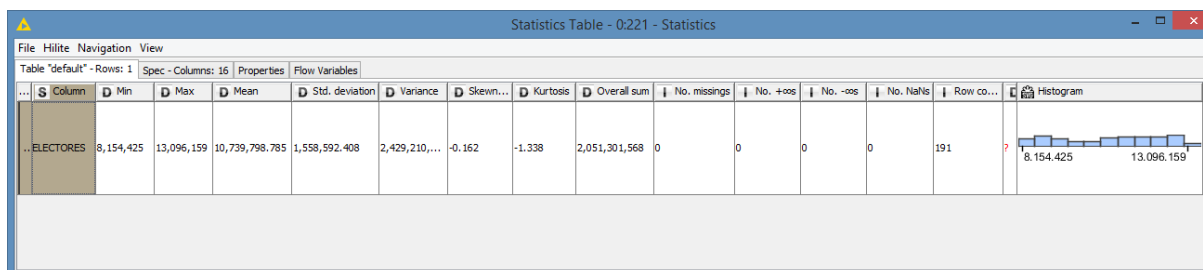 Statistics Table - 0:221 - Statistics
File Hilite Navigation View
Table "default" - Rows: 1 Spec - Columns: 16 Properties Flow Variables
... S Column D Min D Max D Mean D Std. deviation D Variance D Skewn... D Kurtosis D Overall sum I No. missings I No. +∞s I No. -∞s I No. NaNs I Row co... D Histogram
.. ELECTORES 8,154,425 13,096,159 10,739,798.785 1,558,592.408 2,429,210,... -0.162 -1.338 2,051,301,568 0 0 0 0 191 ?
8.154.425 13.096.159